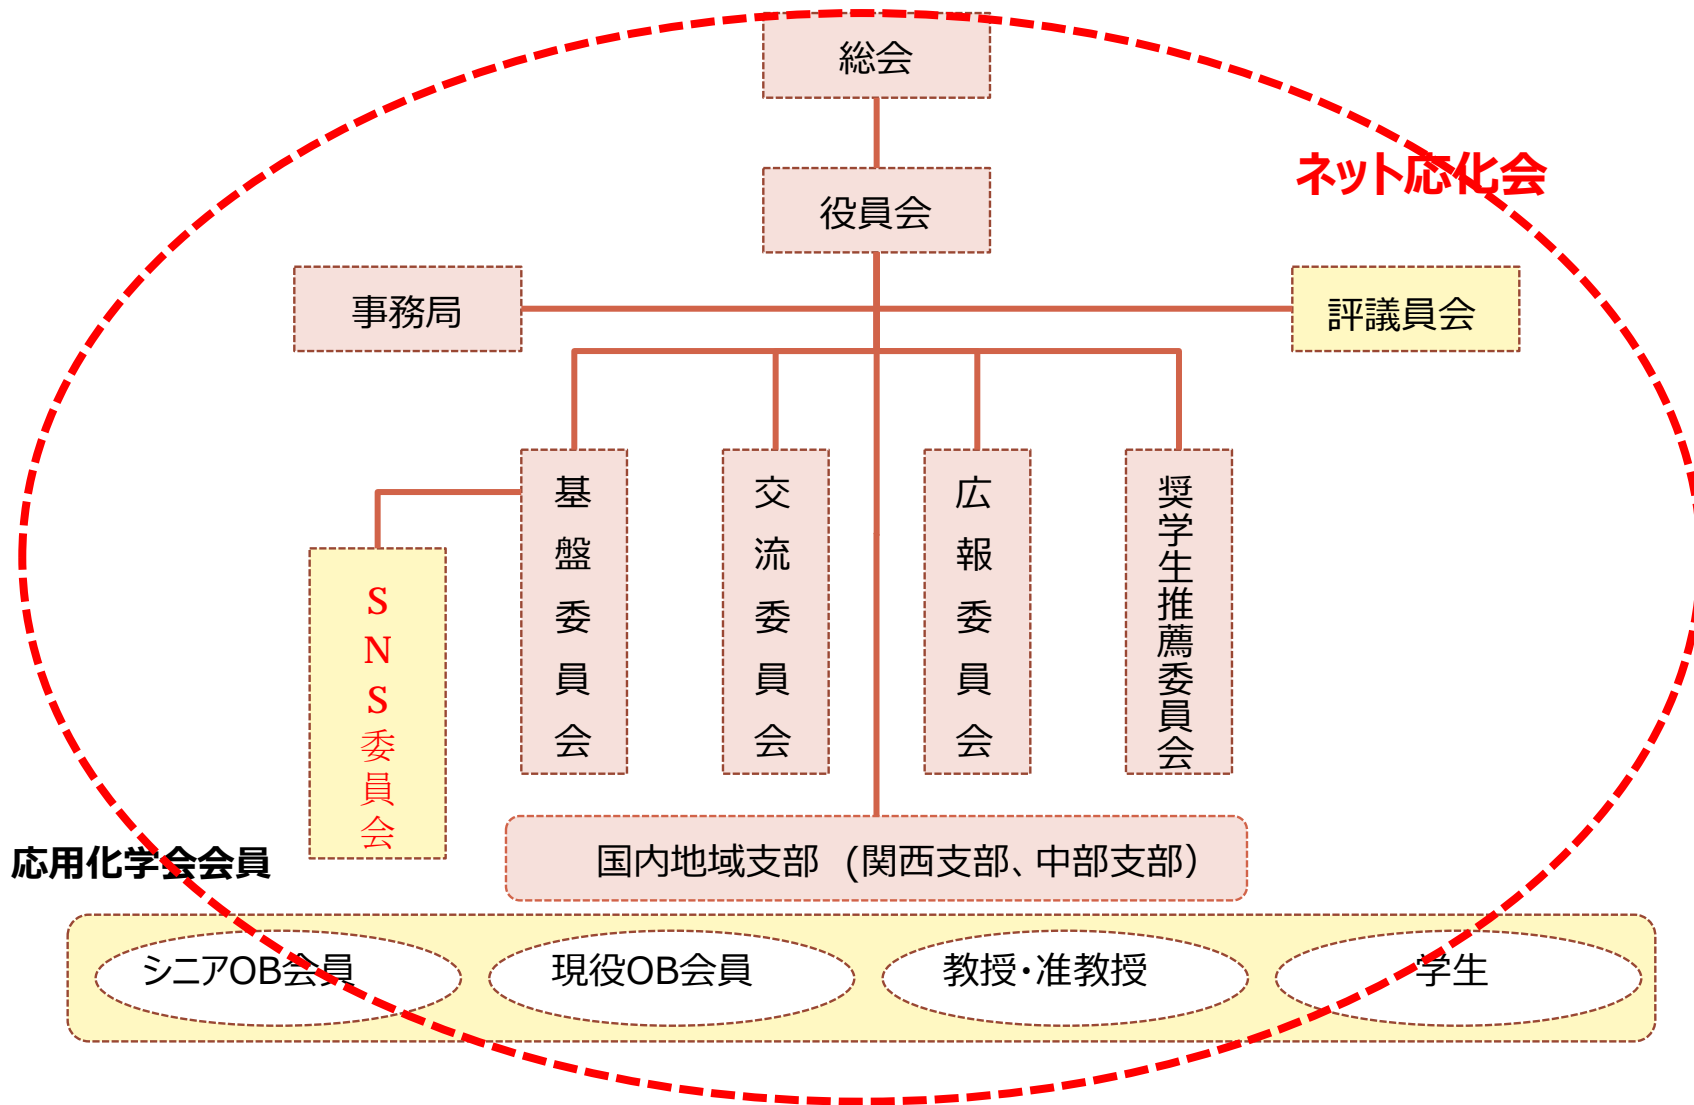 総会
ネット応化会
役員会
事務局
評議員会
基盤委員会
交流委員会
広報委員会
奨学生推薦委員会
SNS委員会
国内地域支部 (関西支部、中部支部)
応用化学会会員
シニアOB会員
現役OB会員
教授・准教授
学生